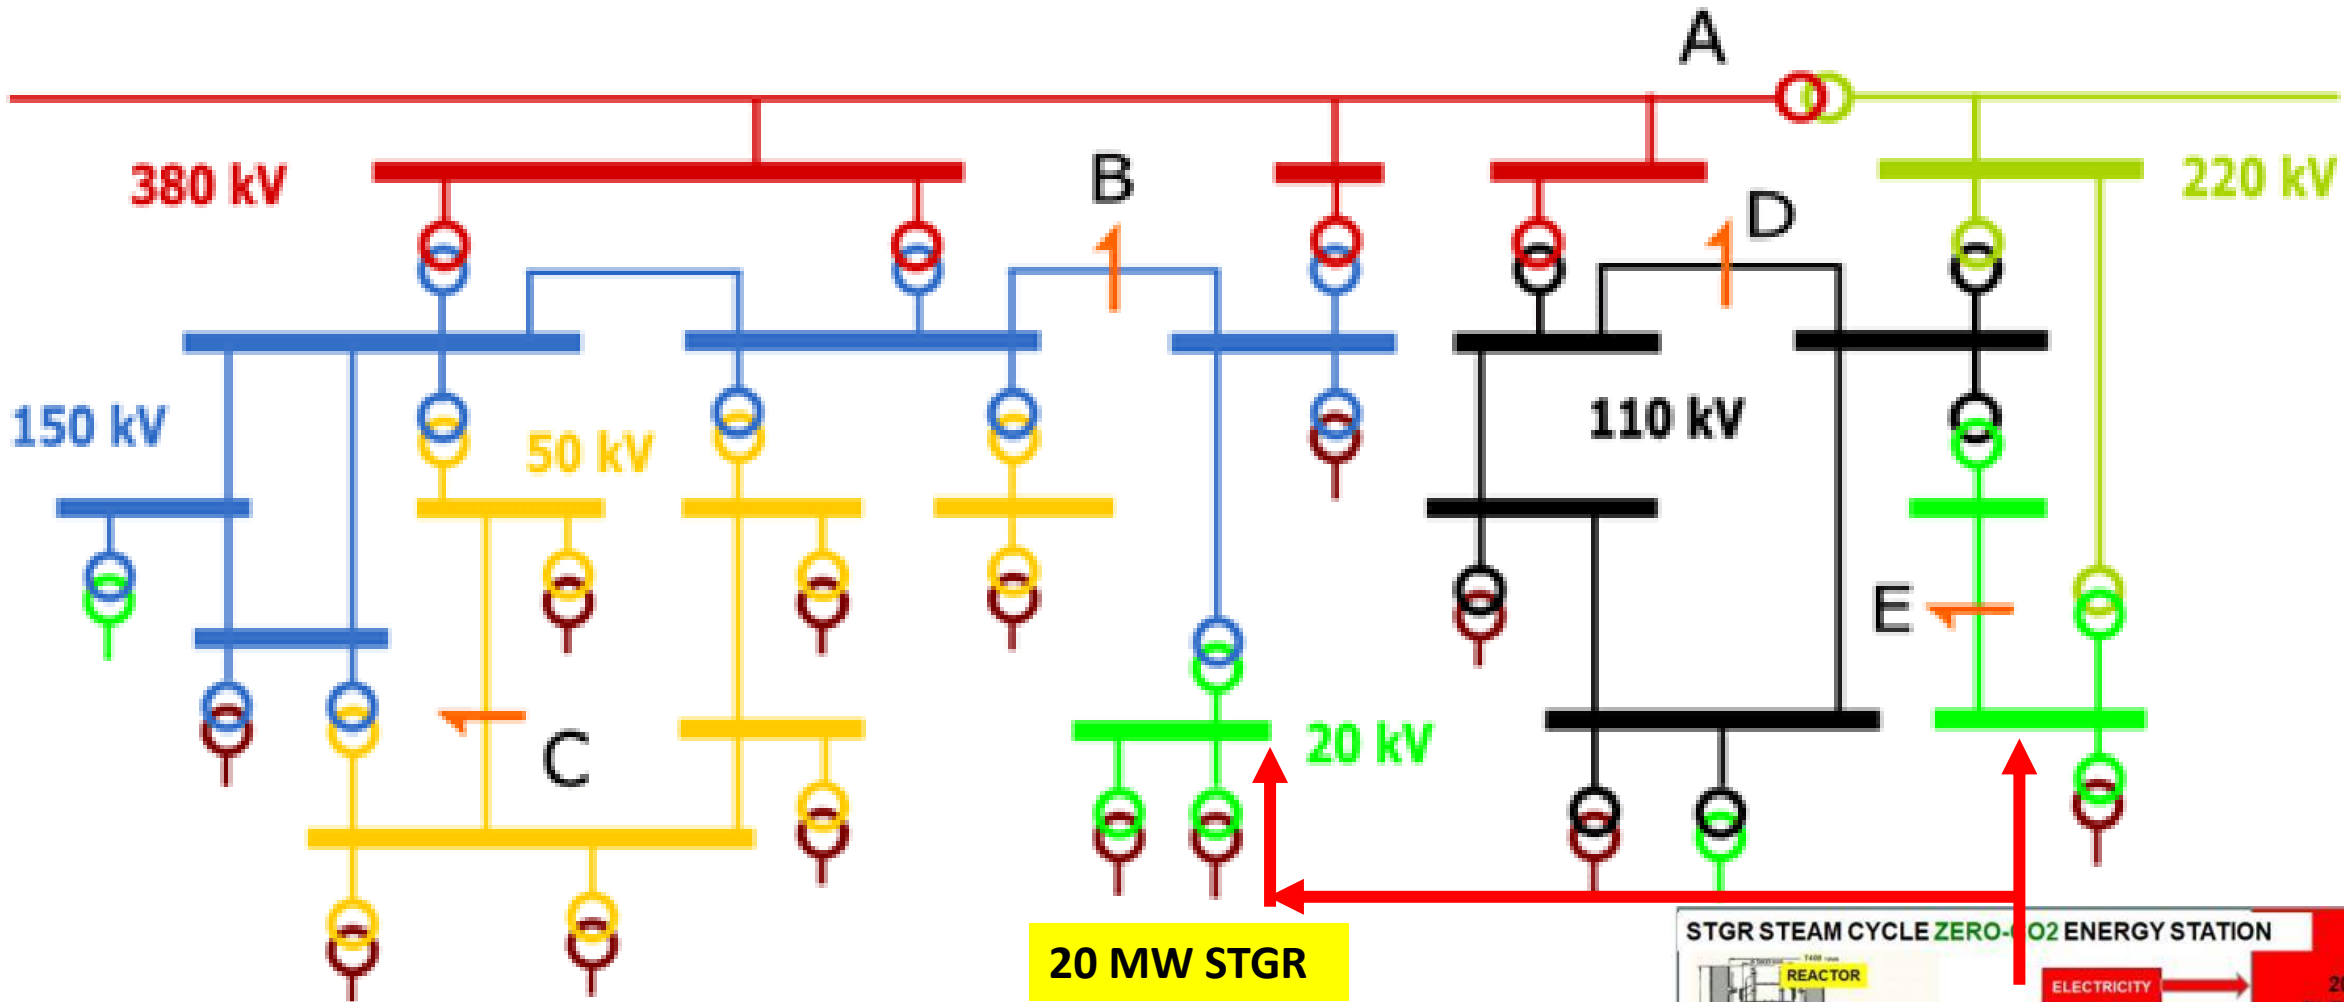 A
380 kV
B
D
220 kV
150 kV
50 kV
110 kV
E
C
20 kV
20 MW STGR
STGR STEAM CYCLE ZERO-CO2 ENERGY STATION
REACTOR
ELECTRICITY